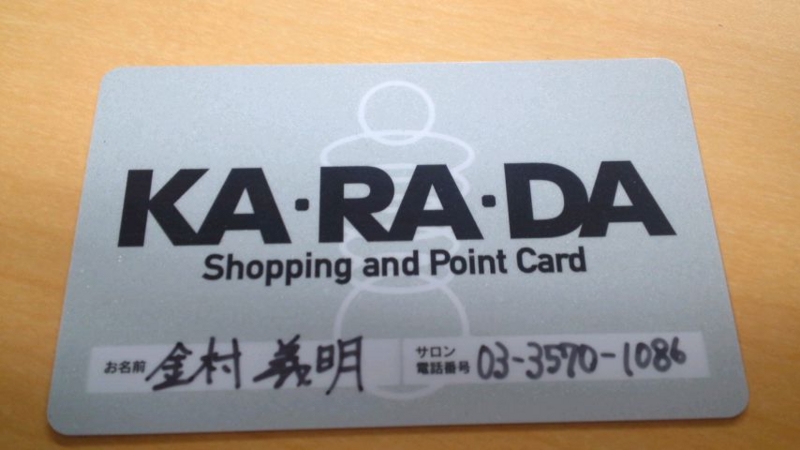 KA·RA·DA
Shopping and Point Card
お名前 金村 義明 サロン 電話番号 03-3570-1086